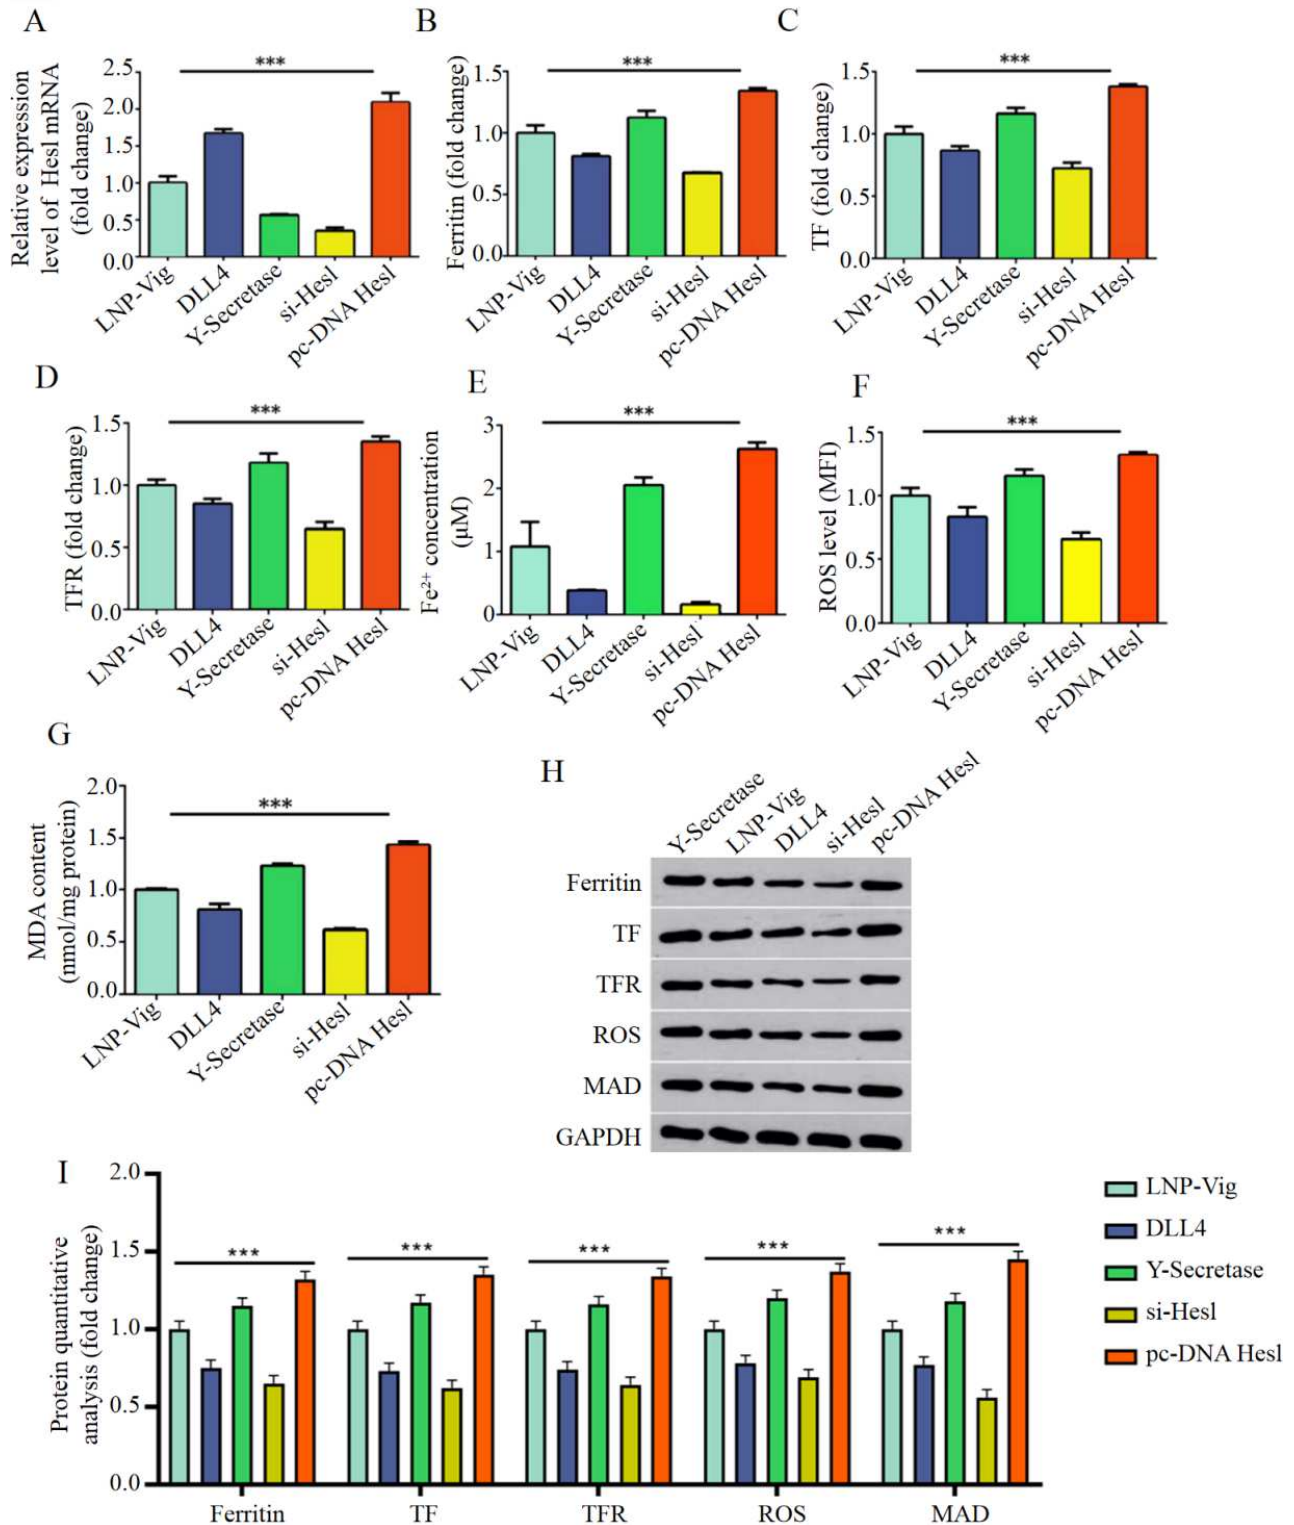 A
Relative expression
level of Hesl mRNA
(fold change)
2.5
2.0
1.5
1.0
0.5
0.0
***
LNP-Vig
DLL4
Y-Secretase
si-Hesl
pc-DNA Hesl
B
Ferritin (fold change)
1.5
1.0
0.5
0.0
***
LNP-Vig
DLL4
Y-Secretase
si-Hesl
pc-DNA Hesl
C
TF (fold change)
1.5
1.0
0.5
0.0
***
LNP-Vig
DLL4
Y-Secretase
si-Hesl
pc-DNA Hesl
D
TFR (fold change)
1.5
1.0
0.5
0.0
***
LNP-Vig
DLL4
Y-Secretase
si-Hesl
pc-DNA Hesl
E
Fe²⁺ concentration
(μM)
3
2
1
0
***
LNP-Vig
DLL4
Y-Secretase
si-Hesl
pc-DNA Hesl
F
ROS level (MFI)
1.5
1.0
0.5
0.0
***
LNP-Vig
DLL4
Y-Secretase
si-Hesl
pc-DNA Hesl
G
MDA content
(nmol/mg protein)
2.0
1.5
1.0
0.5
0.0
***
LNP-Vig
DLL4
Y-Secretase
si-Hesl
pc-DNA Hesl
H
Y-Secretase
LNP-Vig
DLL4
si-Hesl
pc-DNA Hesl
Ferritin
TF
TFR
ROS
MAD
GAPDH
I
Protein quantitative
analysis (fold change)
2.0
1.5
1.0
0.5
0.0
***
***
***
***
***
Ferritin
TF
TFR
ROS
MAD
LNP-Vig
DLL4
Y-Secretase
si-Hesl
pc-DNA Hesl